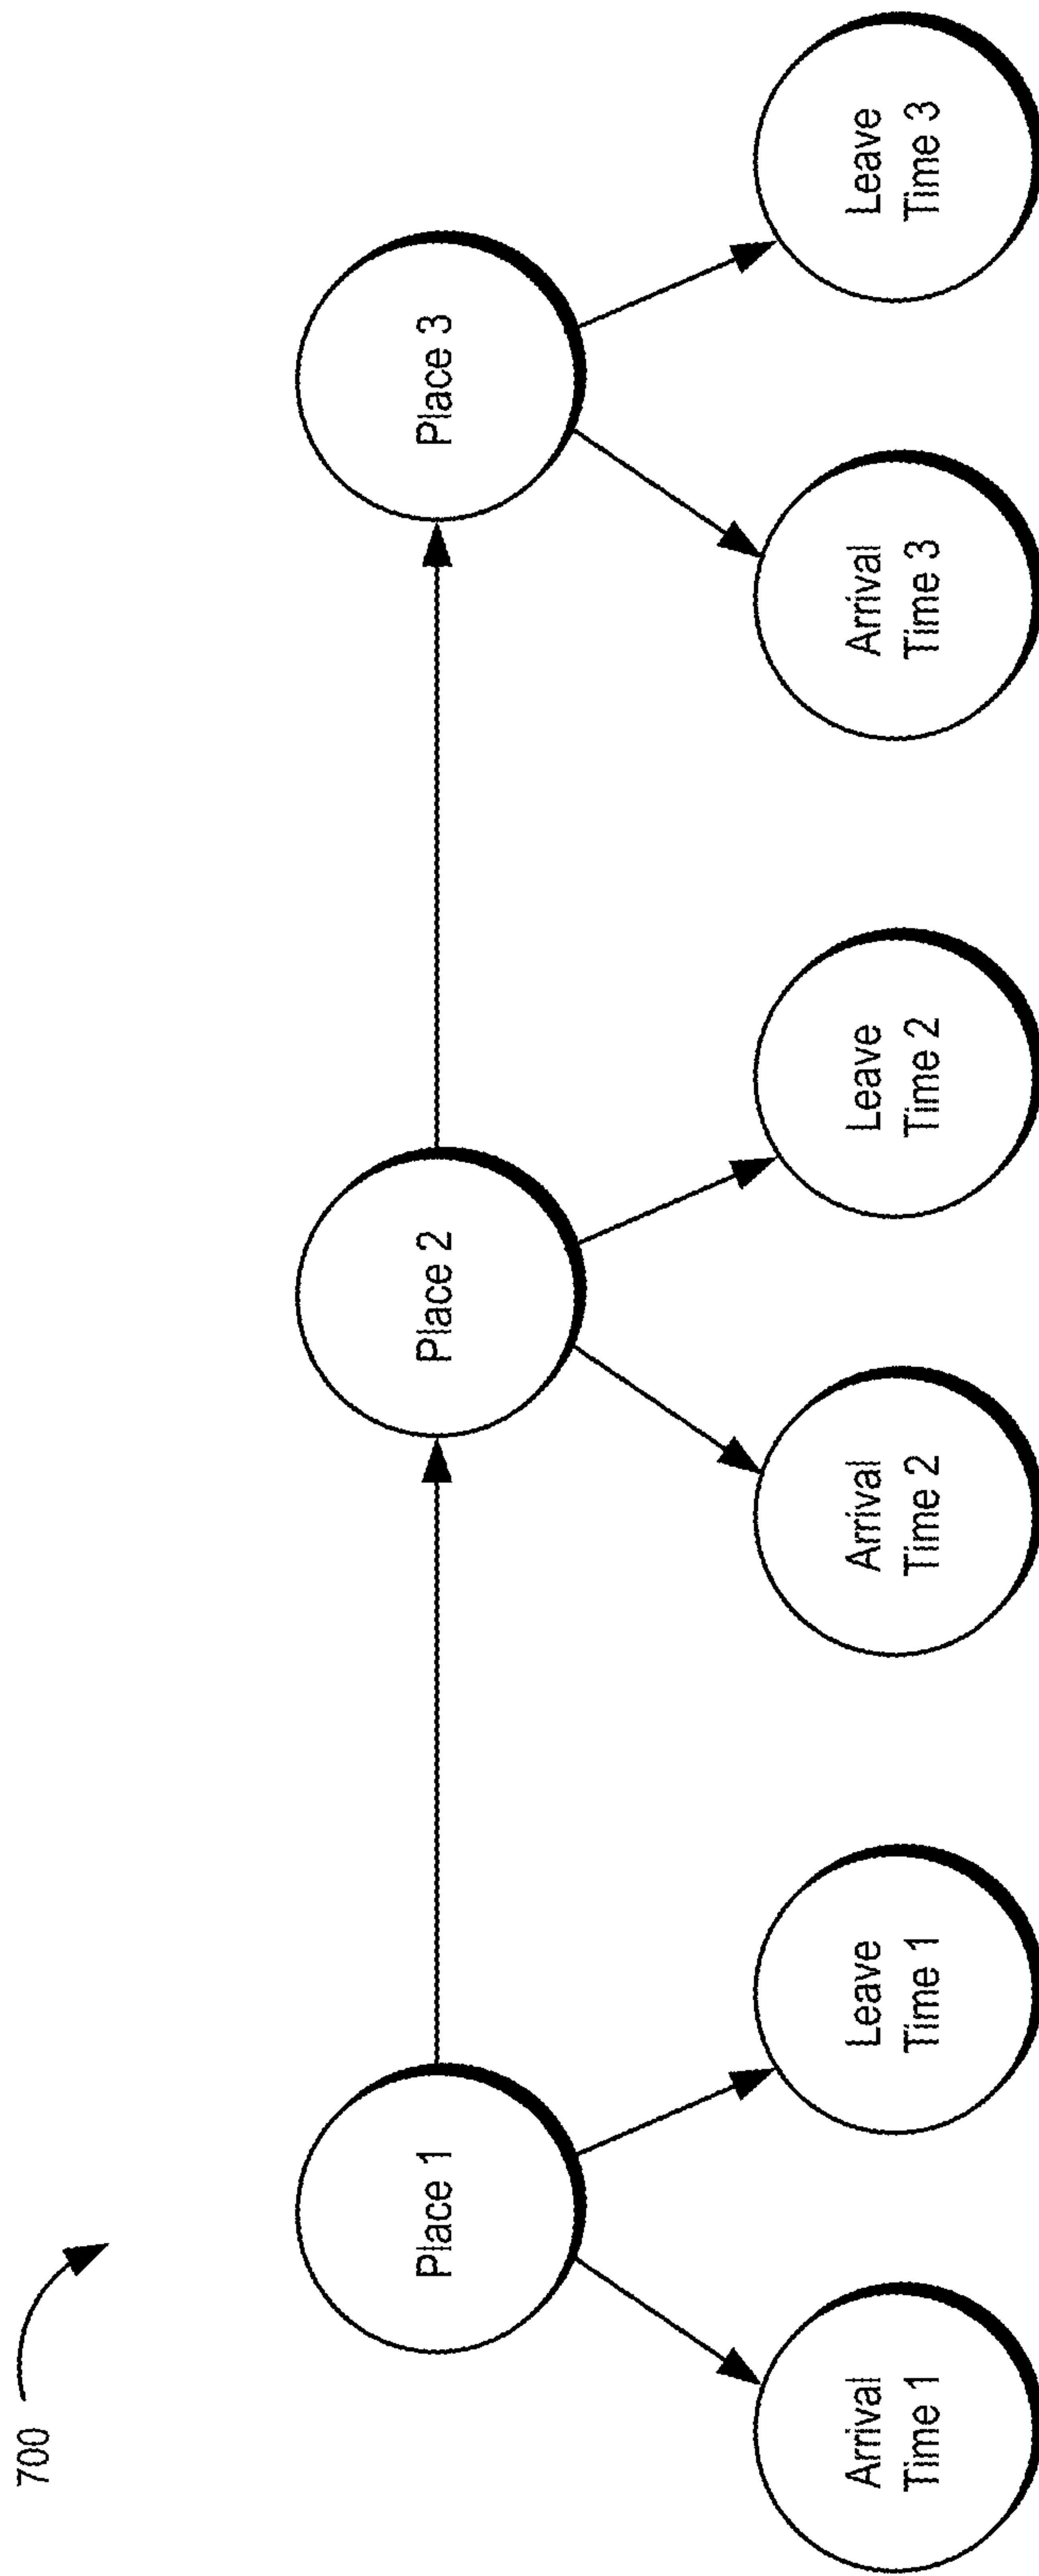 700
Place 1
Place 2
Place 3
Arrival
Time 1
Leave
Time 1
Arrival
Time 2
Leave
Time 2
Arrival
Time 3
Leave
Time 3